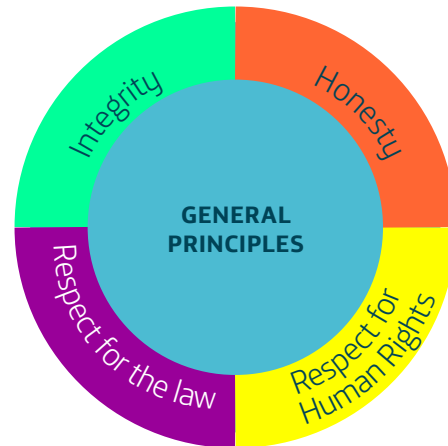 Integrity
Honesty
GENERAL
PRINCIPLES
Respect for the law
Respect for
Human Rights